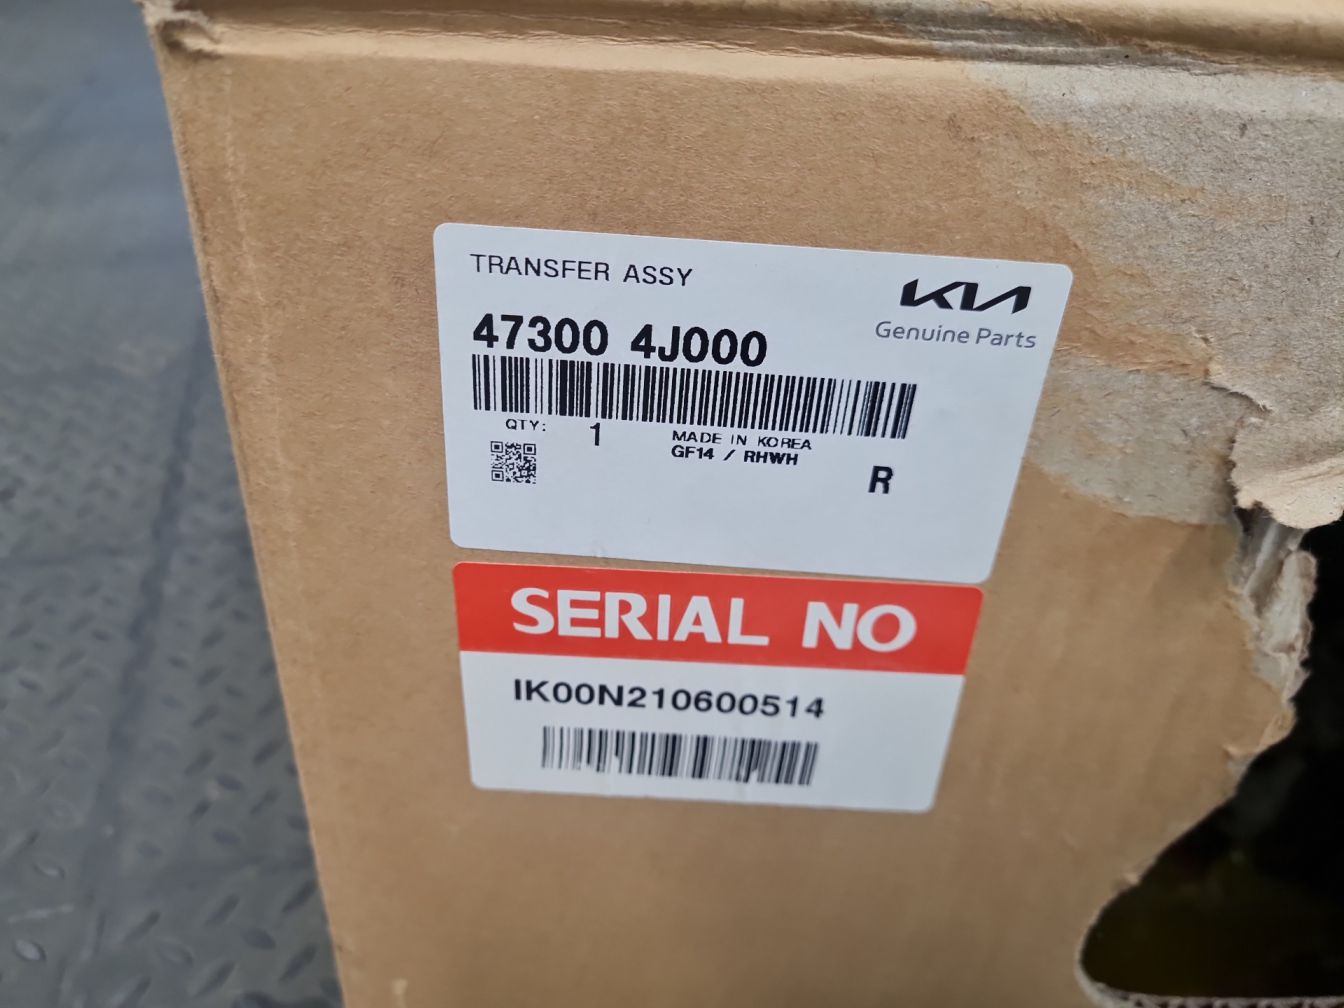 TRANSFER ASSY
KIA
Genuine Parts
47300 4J000
QTY: 1
MADE IN KOREA
GF14 / RHWH
R
SERIAL NO
IK00N210600514